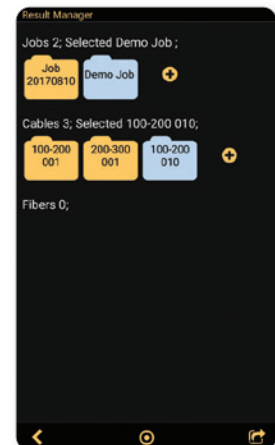 Result Manager
Jobs 2; Selected Demo Job ;
Job
20170810
Demo Job
Cables 3; Selected 100-200 010;
100-200
001
200-300
001
100-200
010
Fibers 0;